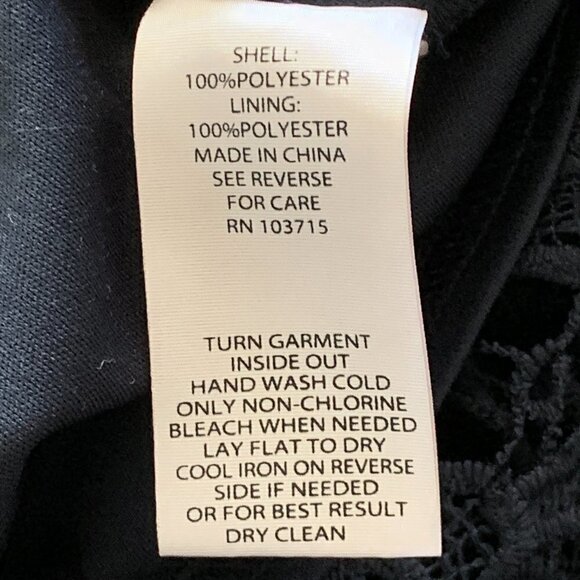 SHELL:
100%POLYESTER
LINING:
100%POLYESTER
MADE IN CHINA
SEE REVERSE
FOR CARE
RN 103715
TURN GARMENT
INSIDE OUT
HAND WASH COLD
ONLY NON-CHLORINE
BLEACH WHEN NEEDED
LAY FLAT TO DRY
COOL IRON ON REVERSE
SIDE IF NEEDED
OR FOR BEST RESULT
DRY CLEAN